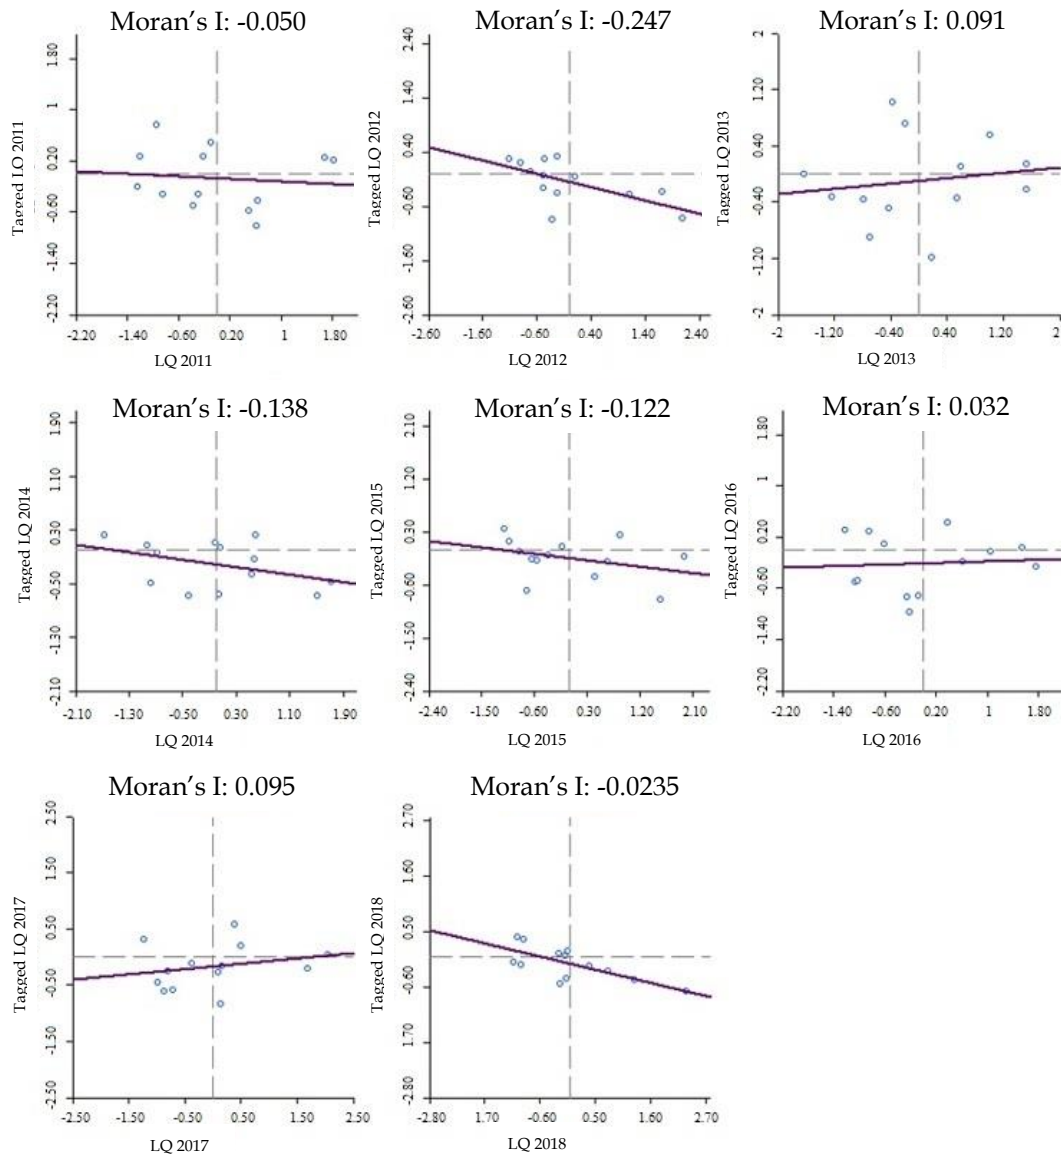 Moran's I: -0.050
Tagged LO 2011
1.80
1
0.20
-0.60
-1.40
-2.20
-2.20 -1.40 -0.60 0.20 1 1.80
LQ 2011
Moran's I: -0.247
Tagged LQ 2012
2.40
1.40
0.40
-0.60
-1.60
-2.60
-2.60 -1.60 -0.60 0.40 1.40 2.40
LQ 2012
Moran's I: 0.091
Tagged LQ 2013
2
1.20
0.40
-0.40
-1.20
-2
-2 -1.20 -0.40 0.40 1.20 2
LQ 2013
Moran's I: -0.138
Tagged LQ 2014
1.90
1.10
0.30
-0.50
-1.30
-2.10
-2.10 -1.30 -0.50 0.30 1.10 1.90
LQ 2014
Moran's I: -0.122
Tagged LQ 2015
2.10
1.20
0.30
-0.60
-1.50
-2.40
-2.40 -1.50 -0.60 0.30 1.20 2.10
LQ 2015
Moran's I: 0.032
Tagged LQ 2016
1.80
1
0.20
-0.60
-1.40
-2.20
-2.20 -1.40 -0.60 0.20 1 1.80
LQ 2016
Moran's I: 0.095
Tagged LQ 2017
2.50
1.50
0.50
-0.50
-1.50
-2.50
-2.50 -1.50 -0.50 0.50 1.50 2.50
LQ 2017
Moran's I: -0.0235
Tagged LQ 2018
2.70
1.60
0.50
-0.60
1.70
-2.80
-2.80 1.70 -0.60 0.50 1.60 2.70
LQ 2018